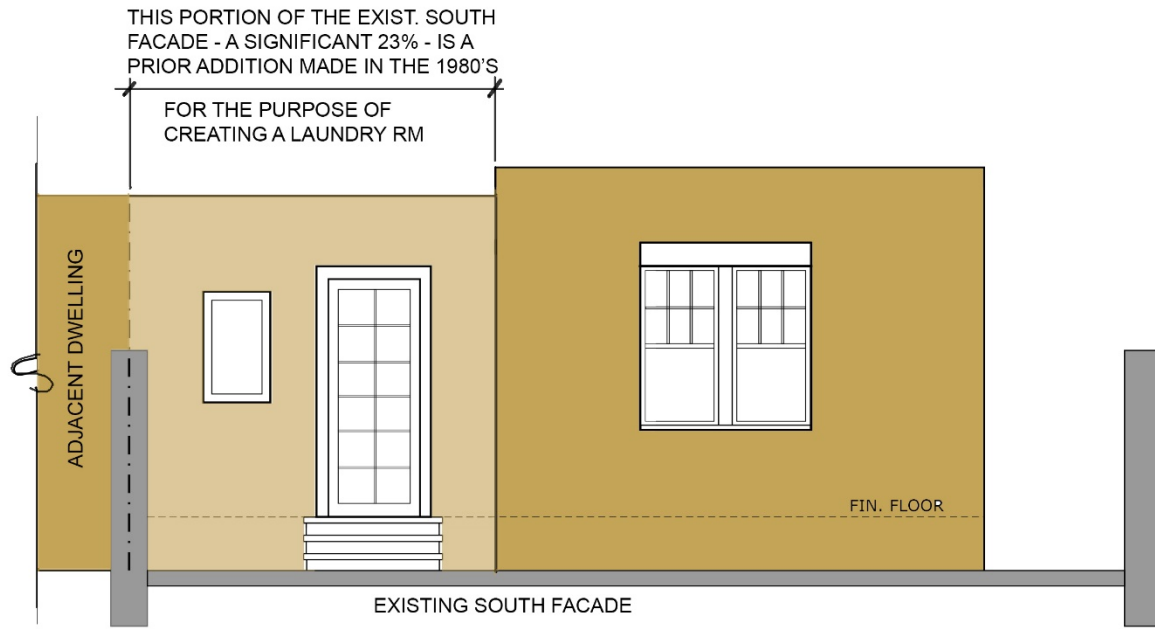 THIS PORTION OF THE EXIST. SOUTH
FACADE - A SIGNIFICANT 23% - IS A
PRIOR ADDITION MADE IN THE 1980'S
FOR THE PURPOSE OF
CREATING A LAUNDRY RM
ADJACENT DWELLING
FIN. FLOOR
EXISTING SOUTH FACADE